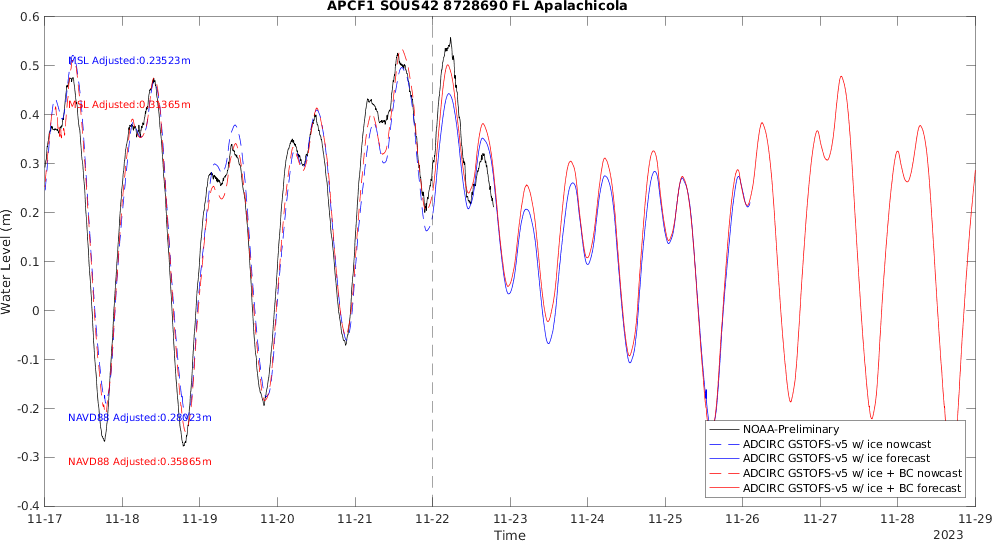 APCF1 SOUS42 8728690 FL Apalachicola
0.6
0.5
0.4
0.3
0.2
0.1
0
-0.1
-0.2
-0.3
-0.4
Water Level (m)
MSL Adjusted:0.23523m
MSL Adjusted:0.31365m
NAVD88 Adjusted:0.28023m
NAVD88 Adjusted:0.35865m
NOAA-Preliminary
ADCIRC GSTOFS-v5 w/ ice nowcast
ADCIRC GSTOFS-v5 w/ ice forecast
ADCIRC GSTOFS-v5 w/ ice + BC nowcast
ADCIRC GSTOFS-v5 w/ ice + BC forecast
11-17 11-18 11-19 11-20 11-21 11-22 11-23 11-24 11-25 11-26 11-27 11-28 11-29
Time
2023